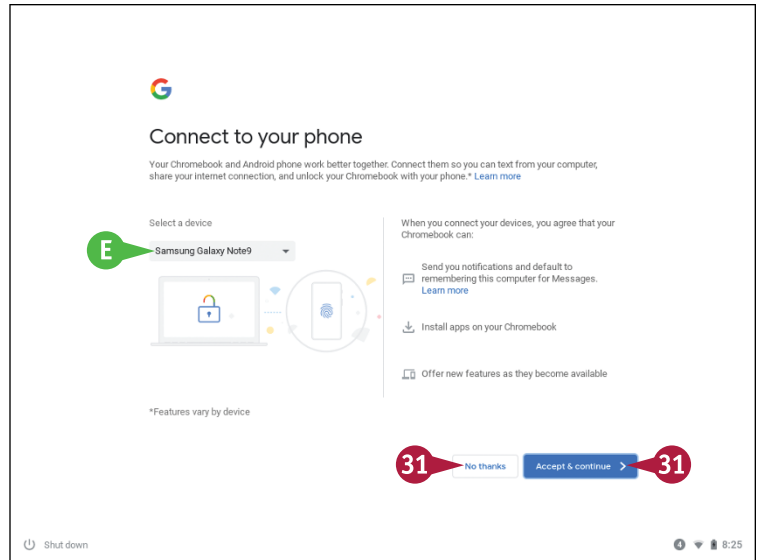 G
Connect to your phone
Your Chromebook and Android phone work better together. Connect them so you can text from your computer,
share your internet connection, and unlock your Chromebook with your phone.* Learn more
Select a device
E
Samsung Galaxy Note9
*Features vary by device
When you connect your devices, you agree that your
Chromebook can:
Send you notifications and default to
remembering this computer for Messages.
Learn more
Install apps on your Chromebook
Offer new features as they become available
31
No thanks
Accept & continue
31
Shut down
4
8:25